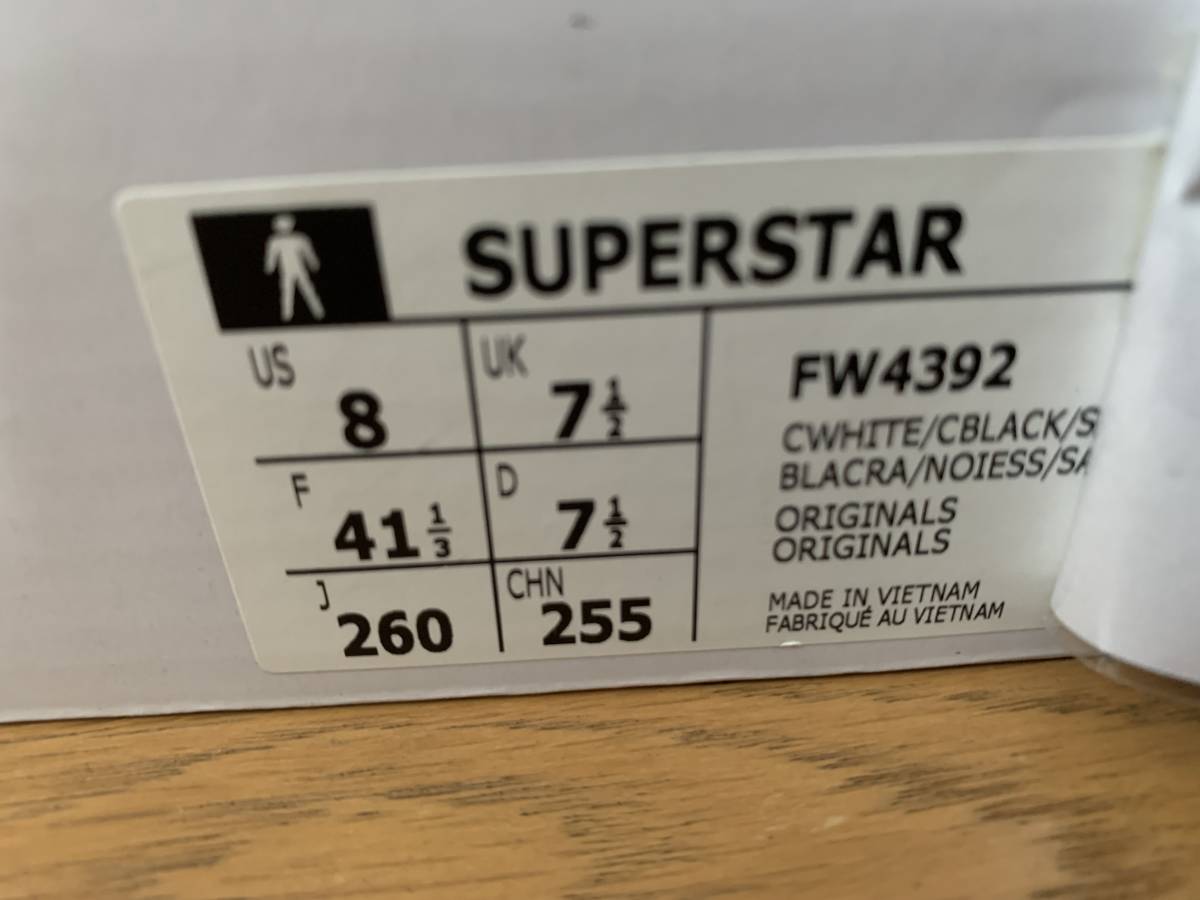 SUPERSTAR
US 8 UK 7 1/2
F 41 1/3 D 7 1/2
J 260 CHN 255
FW4392
CWHITE/CBLACK/S
BLACRA/NOIESS/SA
ORIGINALS
ORIGINALS
MADE IN VIETNAM
FABRIQUÉ AU VIETNAM